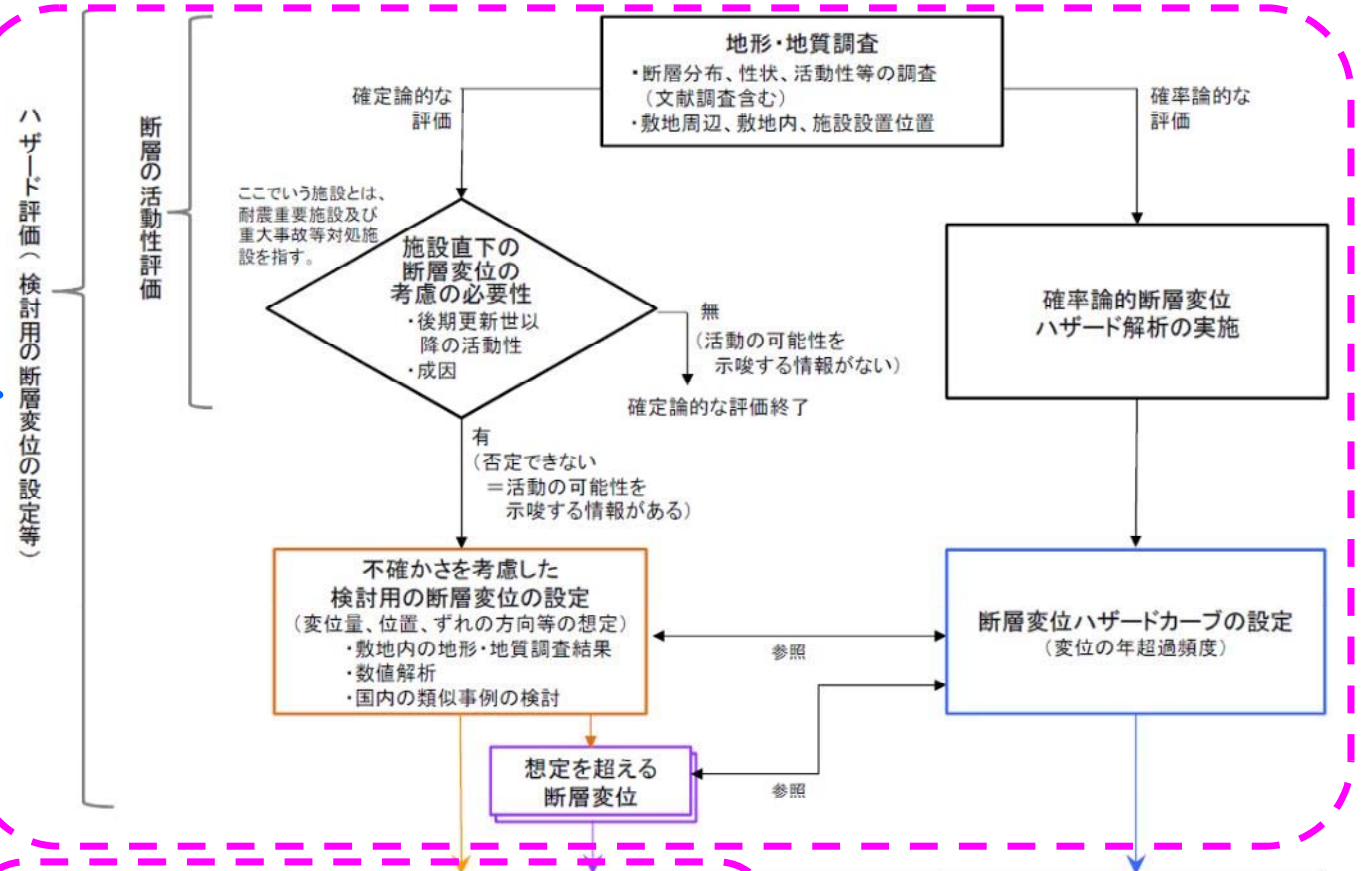 ハザード評価（検討用の断層変位の設定等）
断層の活動性評価
地形・地質調査
・断層分布、性状、活動性等の調査
（文献調査含む）
・敷地周辺、敷地内、施設設置位置
確定論的な
評価
確率論的な
評価
ここでいう施設とは、
耐震重要施設及び
重大事故等対処施
設を指す。
施設直下の
断層変位の
考慮の必要性
・後期更新世以
降の活動性
・成因
無
（活動の可能性を
示唆する情報がない）
確定論的な評価終了
確率論的断層変位
ハザード解析の実施
有
（否定できない
＝活動の可能性を
示唆する情報がある）
不確かさを考慮した
検討用の断層変位の設定
（変位量、位置、ずれの方向等の想定）
・敷地内の地形・地質調査結果
・数値解析
・国内の類似事例の検討
参照
断層変位ハザードカーブの設定
（変位の年超過頻度）
想定を超える
断層変位
参照